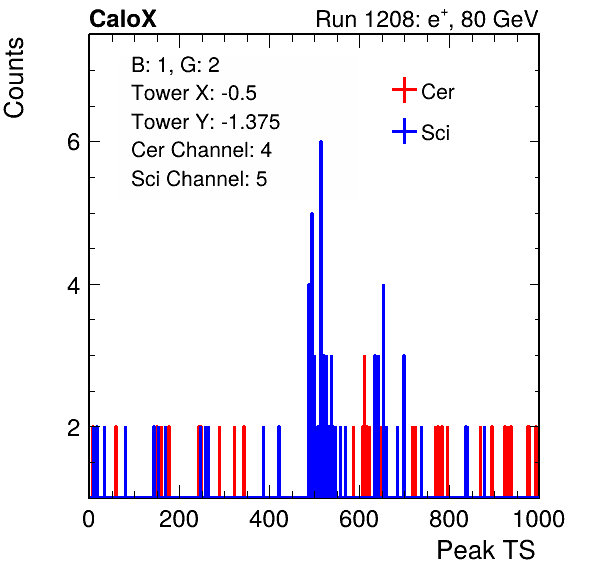 CaloX Run 1208: e⁺, 80 GeV
Counts
B: 1, G: 2
Tower X: -0.5
Tower Y: -1.375
Cer Channel: 4
Sci Channel: 5
Cer
Sci
6
4
2
0 200 400 600 800 1000
Peak TS